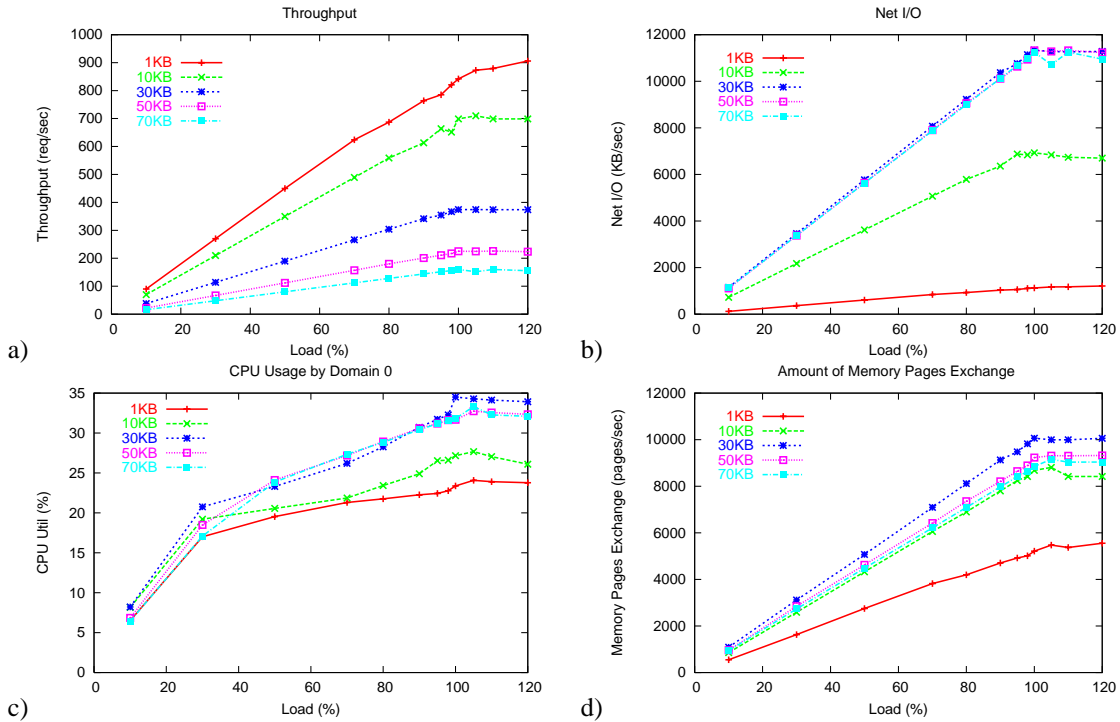 a)
Throughput
Throughput (req/sec)
1000
900
800
700
600
500
400
300
200
100
0
1KB
10KB
30KB
50KB
70KB
0 20 40 60 80 100 120
Load (%)
b)
Net I/O
Net I/O (KB/sec)
12000
10000
8000
6000
4000
2000
0
1KB
10KB
30KB
50KB
70KB
0 20 40 60 80 100 120
Load (%)
c)
CPU Usage by Domain 0
CPU Util (%)
35
30
25
20
15
10
5
0
1KB
10KB
30KB
50KB
70KB
0 20 40 60 80 100 120
Load (%)
d)
Amount of Memory Pages Exchange
Memory Pages Exchange (pages/sec)
12000
10000
8000
6000
4000
2000
0
1KB
10KB
30KB
50KB
70KB
0 20 40 60 80 100 120
Load (%)